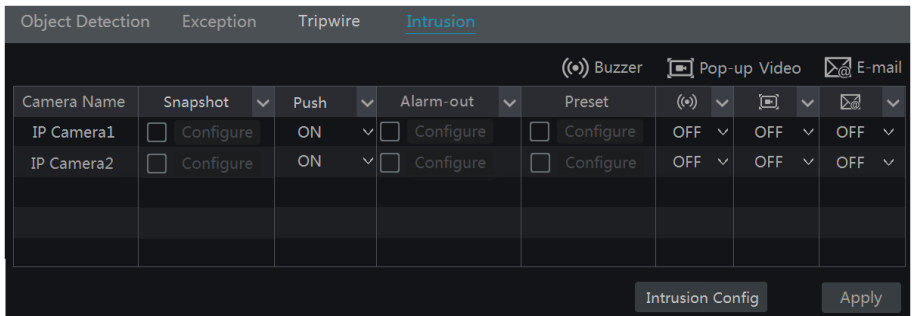 Object Detection Exception Tripwire Intrusion
Buzzer Pop-up Video E-mail
Camera Name Snapshot Push Alarm-out Preset
IP Camera1 Configure ON Configure Configure OFF OFF OFF
IP Camera2 Configure ON Configure Configure OFF OFF OFF
Intrusion Config Apply